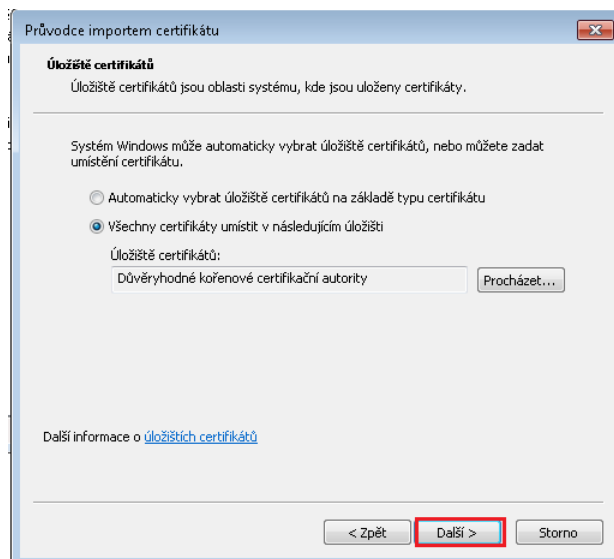 Průvodce importem certifikátu
Úložiště certifikátů
Úložiště certifikátů jsou oblasti systému, kde jsou uloženy certifikáty.
Systém Windows může automaticky vybrat úložiště certifikátů, nebo můžete zadat
umístění certifikátu.
Automaticky vybrat úložiště certifikátů na základě typu certifikátu
Všechny certifikáty umístit v následujícím úložišti
Úložiště certifikátů:
Důvěryhodné kořenové certifikační autority
Procházet...
Další informace o úložištích certifikátů
< Zpět
Další >
Storno